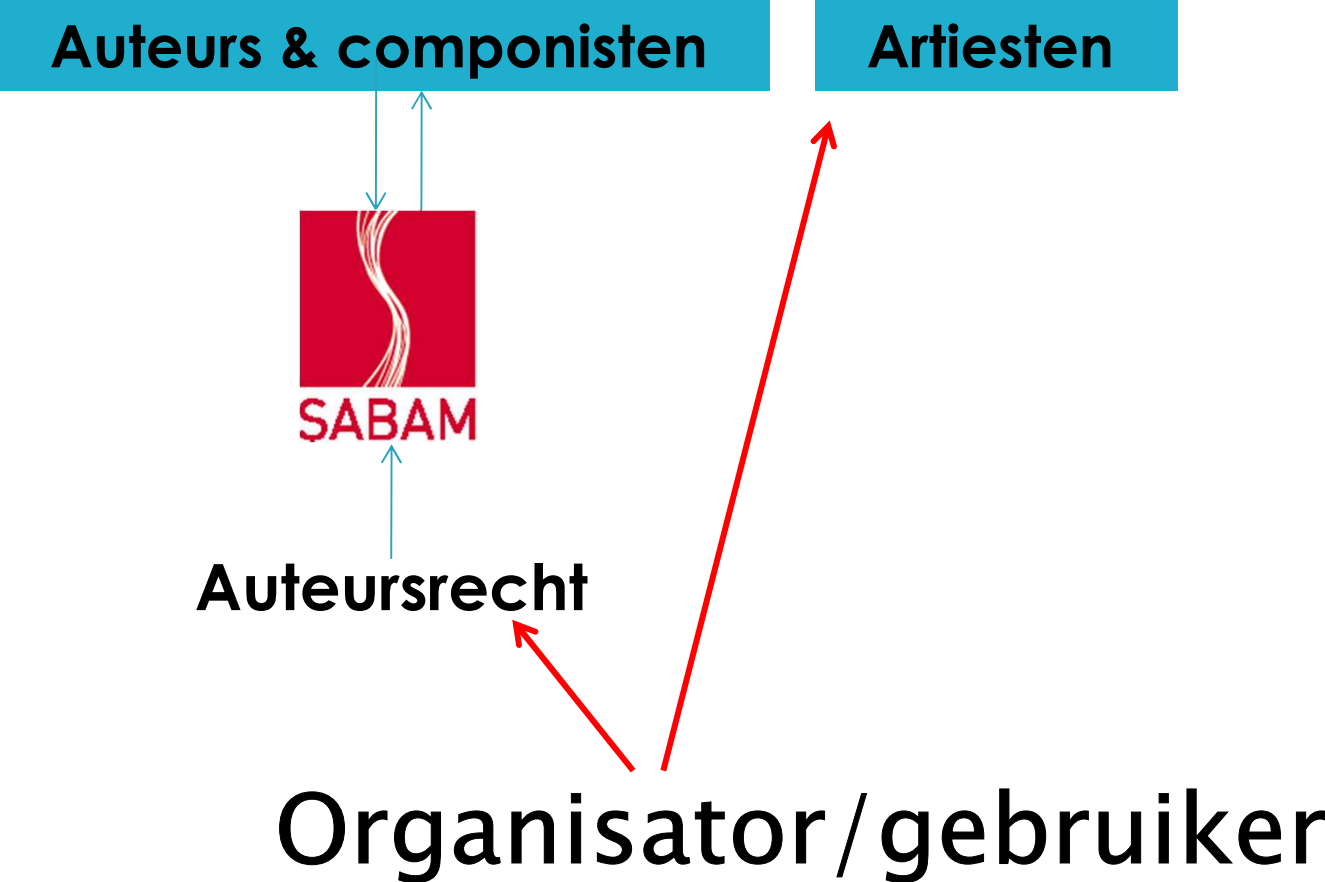 Auteurs & componisten
Artiesten
SABAM
Auteursrecht
Organisator/gebruiker